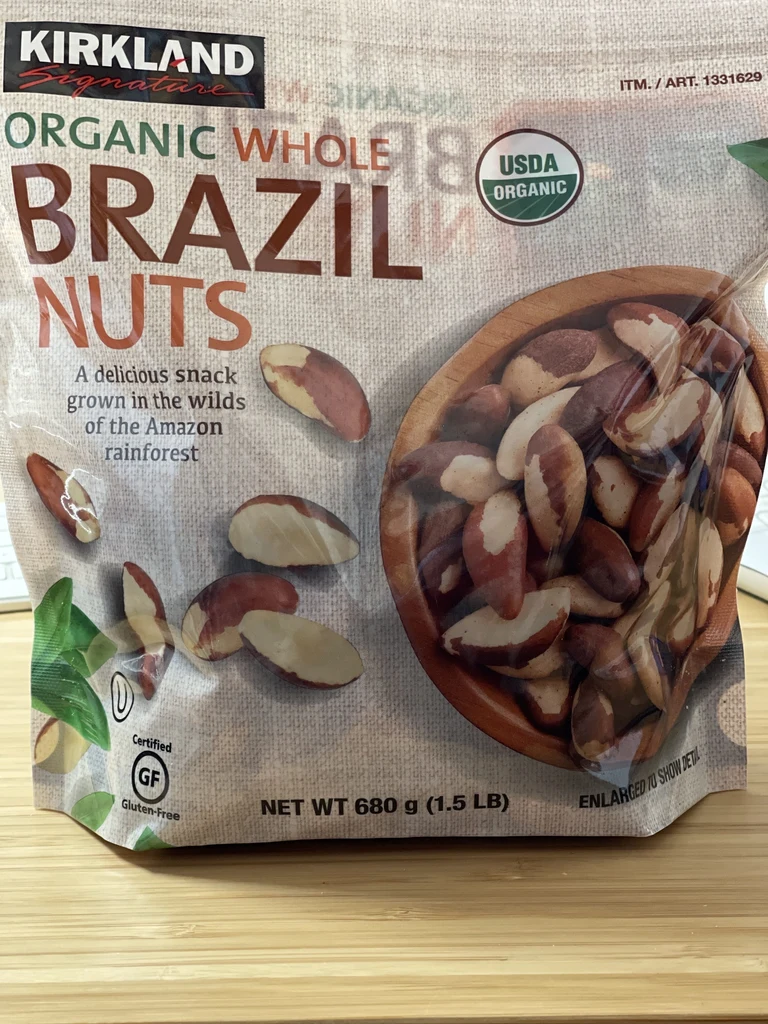 KIRKLAND
Signature
ITM. / ART. 1331629
ORGANIC WHOLE
BRAZIL
NUTS
USDA
ORGANIC
A delicious snack
grown in the wilds
of the Amazon
rainforest
U
Certified
GF
Gluten-Free
NET WT 680 g (1.5 LB)
ENLARGED TO SHOW DETAIL